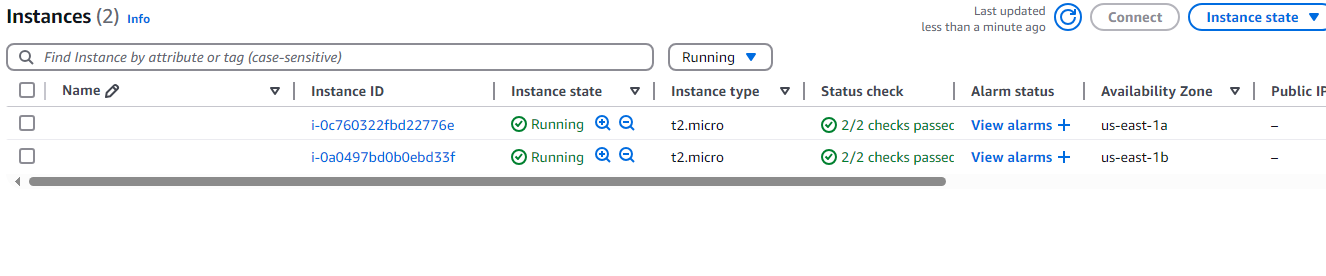 Instances (2) Info
Last updated
less than a minute ago
Connect
Instance state
Find Instance by attribute or tag (case-sensitive)
Running
Name Instance ID Instance state Instance type Status check Alarm status Availability Zone Public IP
i-0c760322fbd22776e Running t2.micro 2/2 checks passec View alarms + us-east-1a –
i-0a0497bd0b0ebd33f Running t2.micro 2/2 checks passec View alarms + us-east-1b –